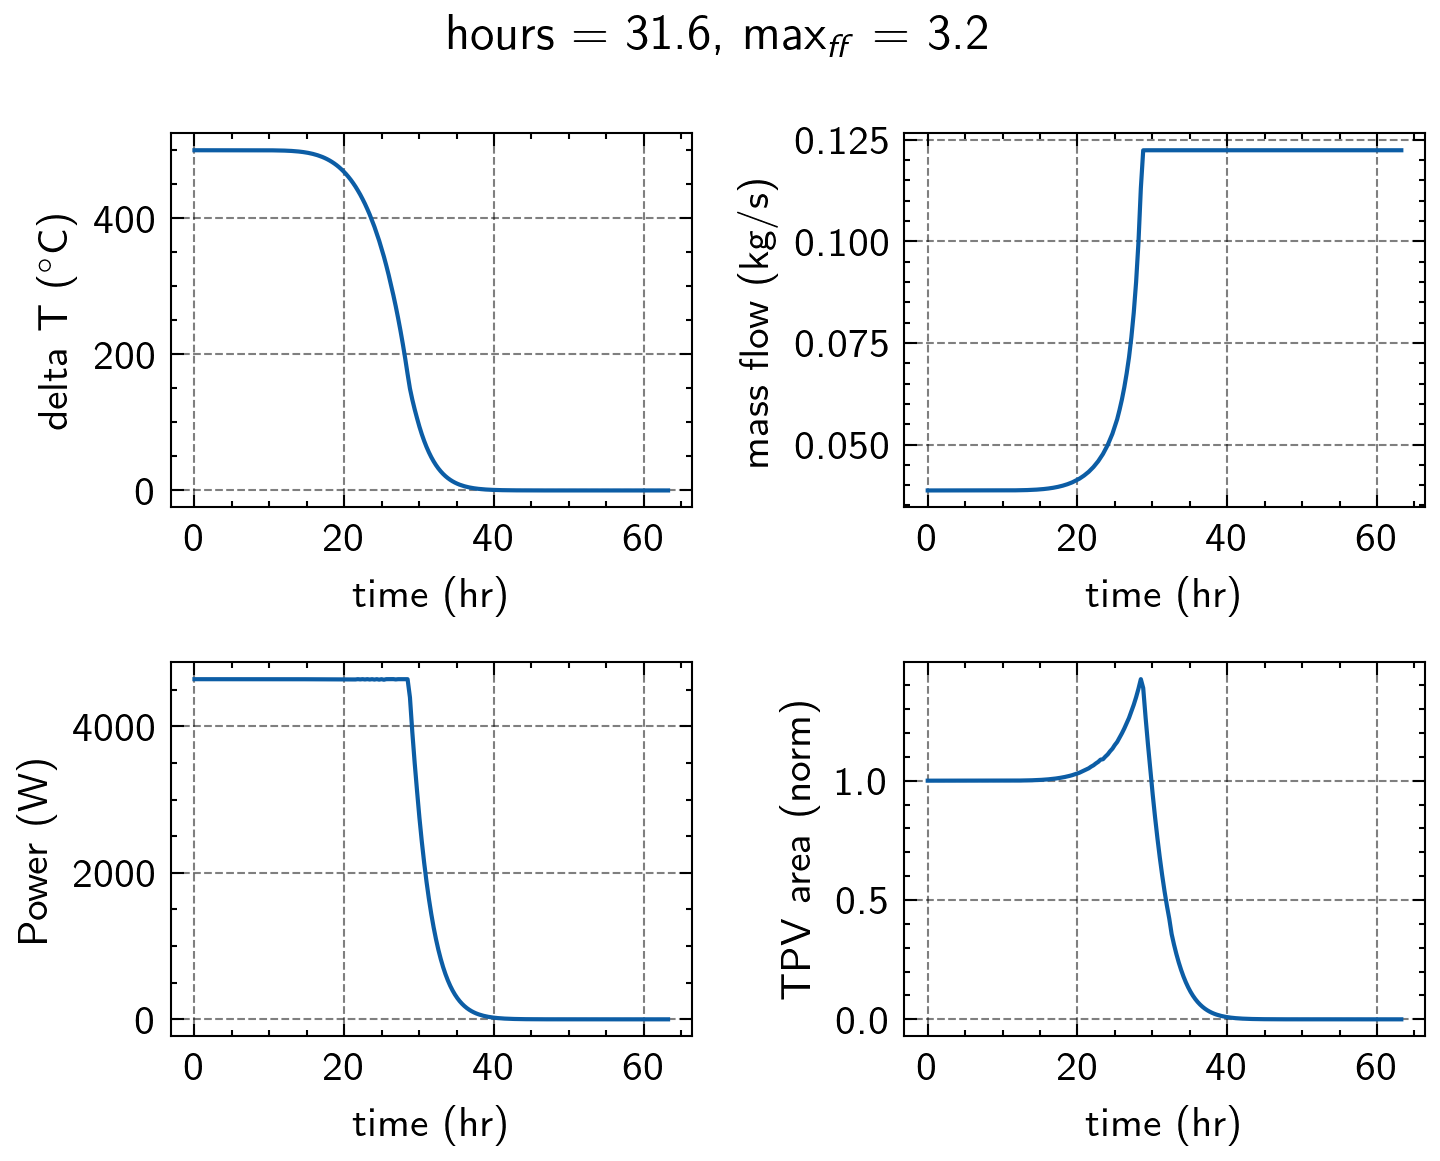 hours = 31.6, max_ff = 3.2
delta T (°C)
400
200
0
0 20 40 60
time (hr)
mass flow (kg/s)
0.125
0.100
0.075
0.050
0 20 40 60
time (hr)
Power (W)
4000
2000
0
0 20 40 60
time (hr)
TPV area (norm)
1.0
0.5
0.0
0 20 40 60
time (hr)